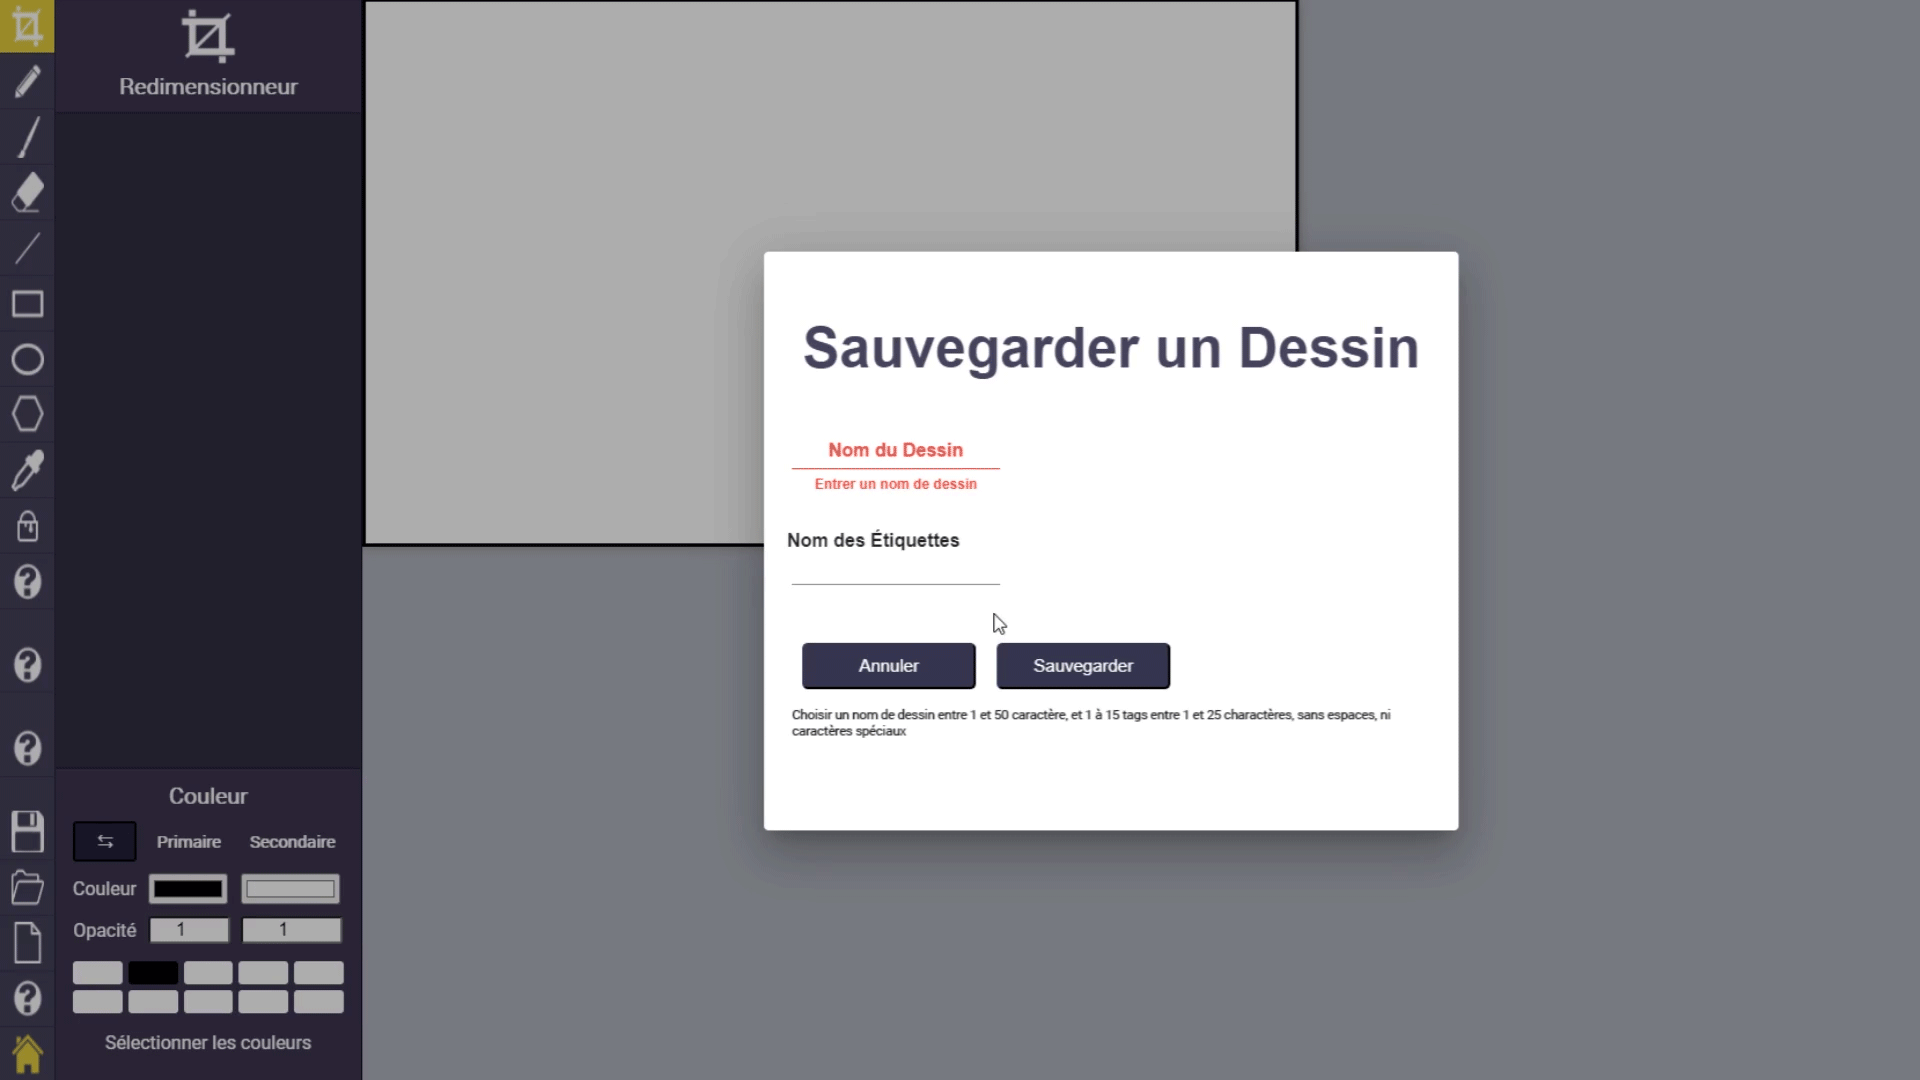 Redimensionneur
Sauvegarder un Dessin
Nom du Dessin
Entrer un nom de dessin
Nom des Étiquettes
Annuler
Sauvegarder
Choisir un nom de dessin entre 1 et 50 caractère, et 1 à 15 tags entre 1 et 25 charactères, sans espaces, ni
caractères spéciaux
Couleur
Primaire
Secondaire
Couleur
Opacité
1
1
Sélectionner les couleurs